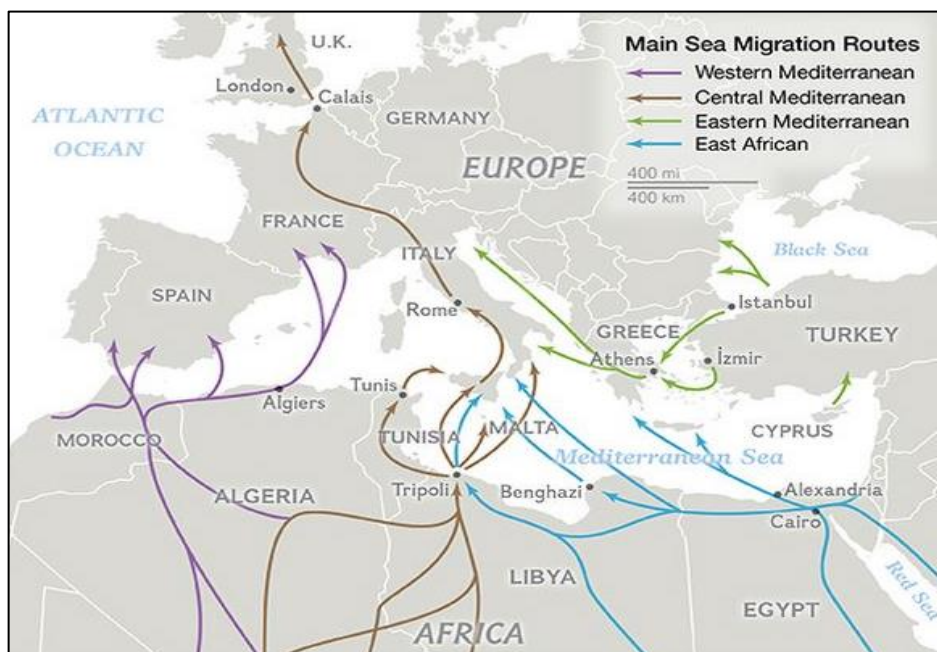 Main Sea Migration Routes
Western Mediterranean
Central Mediterranean
Eastern Mediterranean
East African
400 mi
400 km
U.K.
London
Calais
ATLANTIC
OCEAN
GERMANY
EUROPE
FRANCE
ITALY
Black Sea
SPAIN
Rome
Istanbul
GREECE
TURKEY
Athens
İzmir
Tunis
Algiers
MOROCCO
TUNISIA
MALTA
CYPRUS
Mediterranean Sea
ALGERIA
Tripoli
Benghazi
Alexandria
Cairo
LIBYA
EGYPT
Red Sea
AFRICA